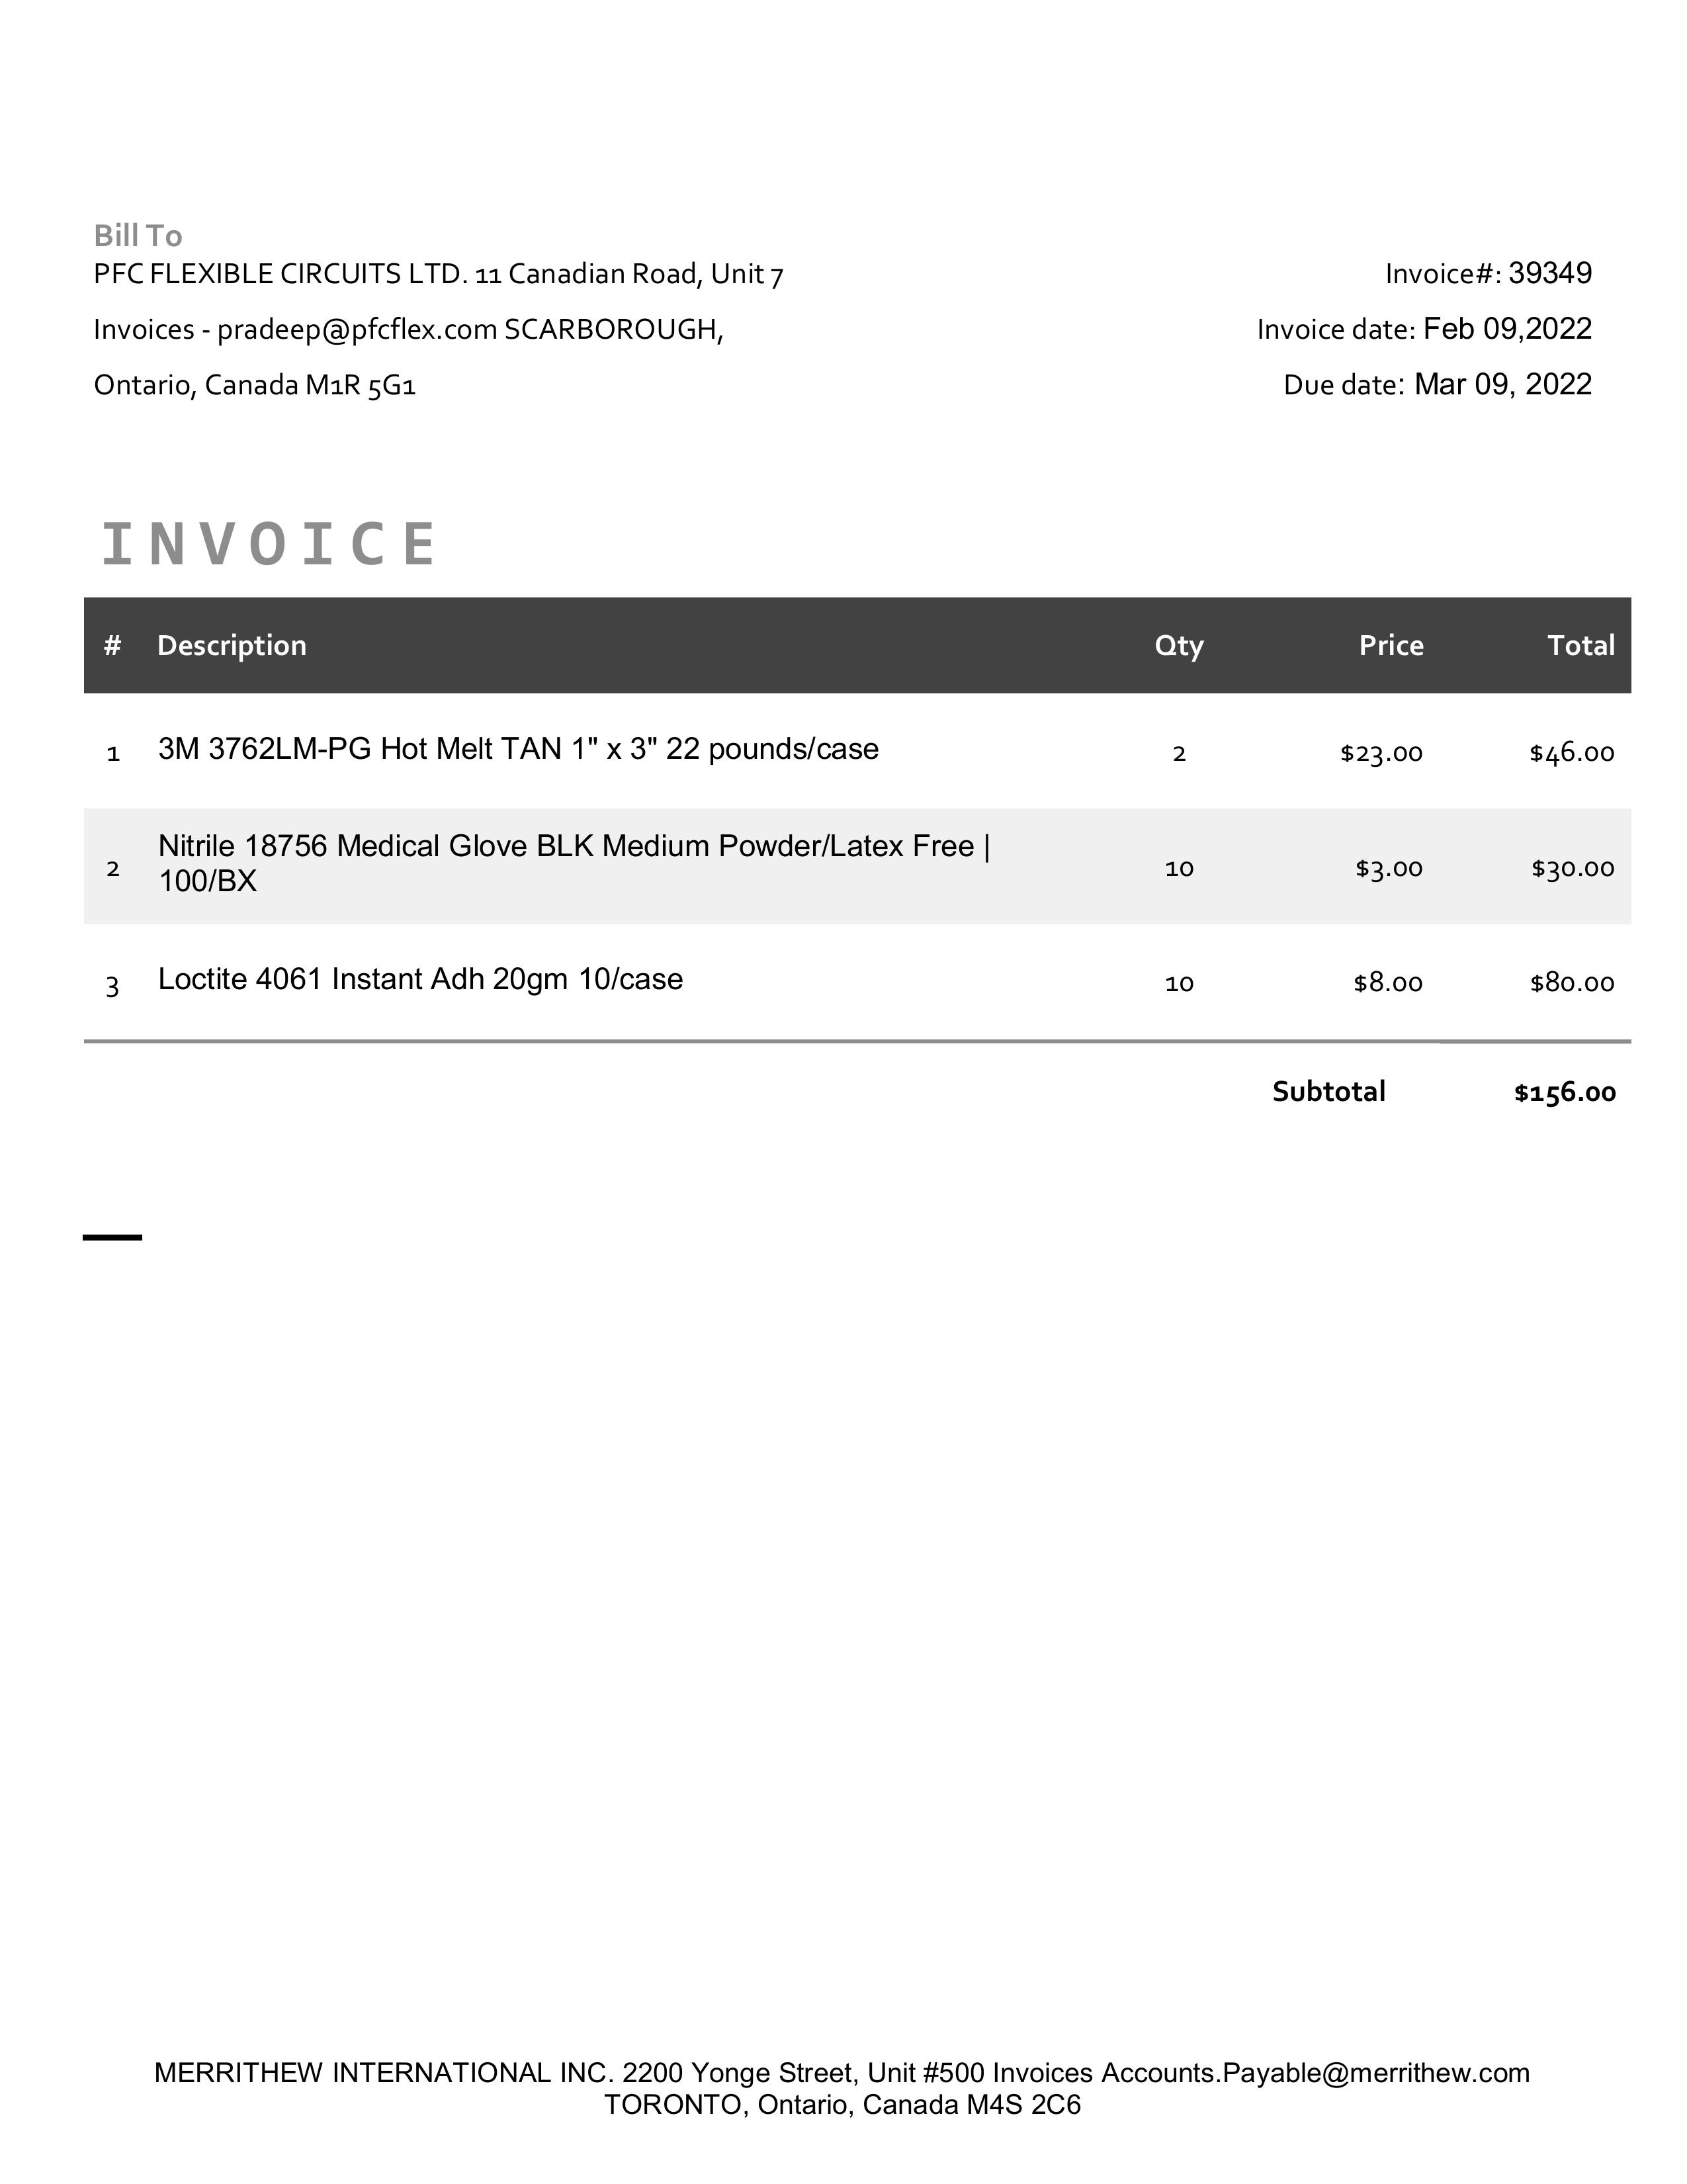 Bill To
PFC FLEXIBLE CIRCUITS LTD. 11 Canadian Road, Unit 7
Invoices - pradeep@pfcflex.com SCARBOROUGH,
Ontario, Canada M1R 5G1
Invoice#: 39349
Invoice date: Feb 09,2022
Due date: Mar 09, 2022
INVOICE
# Description Qty Price Total
1 3M 3762LM-PG Hot Melt TAN 1" x 3" 22 pounds/case 2 $23.00 $46.00
2 Nitrile 18756 Medical Glove BLK Medium Powder/Latex Free |
100/BX 10 $3.00 $30.00
3 Loctite 4061 Instant Adh 20gm 10/case 10 $8.00 $80.00
Subtotal $156.00
MERRITHEW INTERNATIONAL INC. 2200 Yonge Street, Unit #500 Invoices Accounts.Payable@merrithew.com
TORONTO, Ontario, Canada M4S 2C6